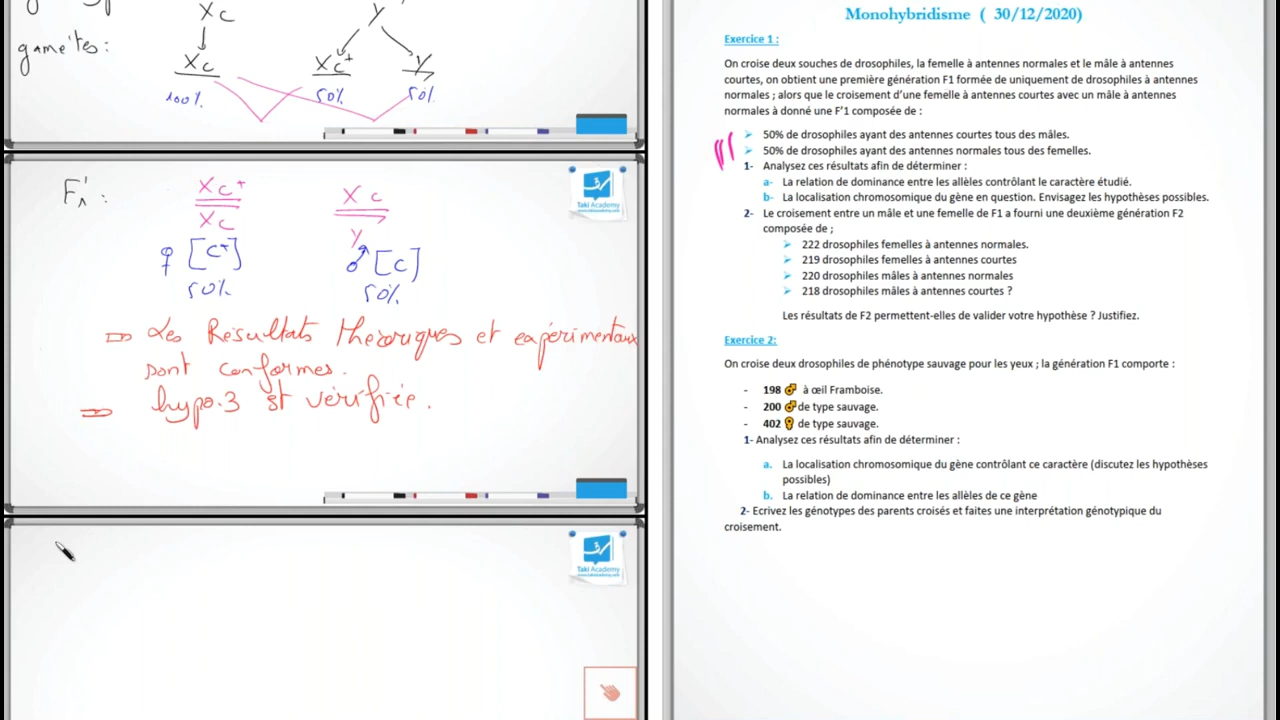 Xc Y
gamètes:
Xc Xc+ Y
100% 50% 50%
F'1 :
Xc+
Xc
Xc
Y
♀ [c+] ♂ [c]
50% 50%
⇒ Les Résultats théoriques et expérimentaux
sont conformes.
⇒ hypo.3 st vérifiée.
Taki Academy
www.takiacademy.com
Taki Academy
www.takiacademy.com
Monohybridisme ( 30/12/2020)
Exercice 1 :
On croise deux souches de drosophiles, la femelle à antennes normales et le mâle à antennes
courtes, on obtient une première génération F1 formée de uniquement de drosophiles à antennes
normales ; alors que le croisement d’une femelle à antennes courtes avec un mâle à antennes
normales à donné une F’1 composée de :
➢ 50% de drosophiles ayant des antennes courtes tous des mâles.
➢ 50% de drosophiles ayant des antennes normales tous des femelles.
1- Analysez ces résultats afin de déterminer :
a- La relation de dominance entre les allèles contrôlant le caractère étudié.
b- La localisation chromosomique du gène en question. Envisagez les hypothèses possibles.
2- Le croisement entre un mâle et une femelle de F1 a fourni une deuxième génération F2
composée de ;
➢ 222 drosophiles femelles à antennes normales.
➢ 219 drosophiles femelles à antennes courtes
➢ 220 drosophiles mâles à antennes normales
➢ 218 drosophiles mâles à antennes courtes ?
Les résultats de F2 permettent-elles de valider votre hypothèse ? Justifiez.
Exercice 2:
On croise deux drosophiles de phénotype sauvage pour les yeux ; la génération F1 comporte :
- 198 ♂ à œil Framboise.
- 200 ♂ de type sauvage.
- 402 ♀ de type sauvage.
1- Analysez ces résultats afin de déterminer :
a. La localisation chromosomique du gène contrôlant ce caractère (discutez les hypothèses
possibles)
b. La relation de dominance entre les allèles de ce gène
2- Ecrivez les génotypes des parents croisés et faites une interprétation génotypique du
croisement.